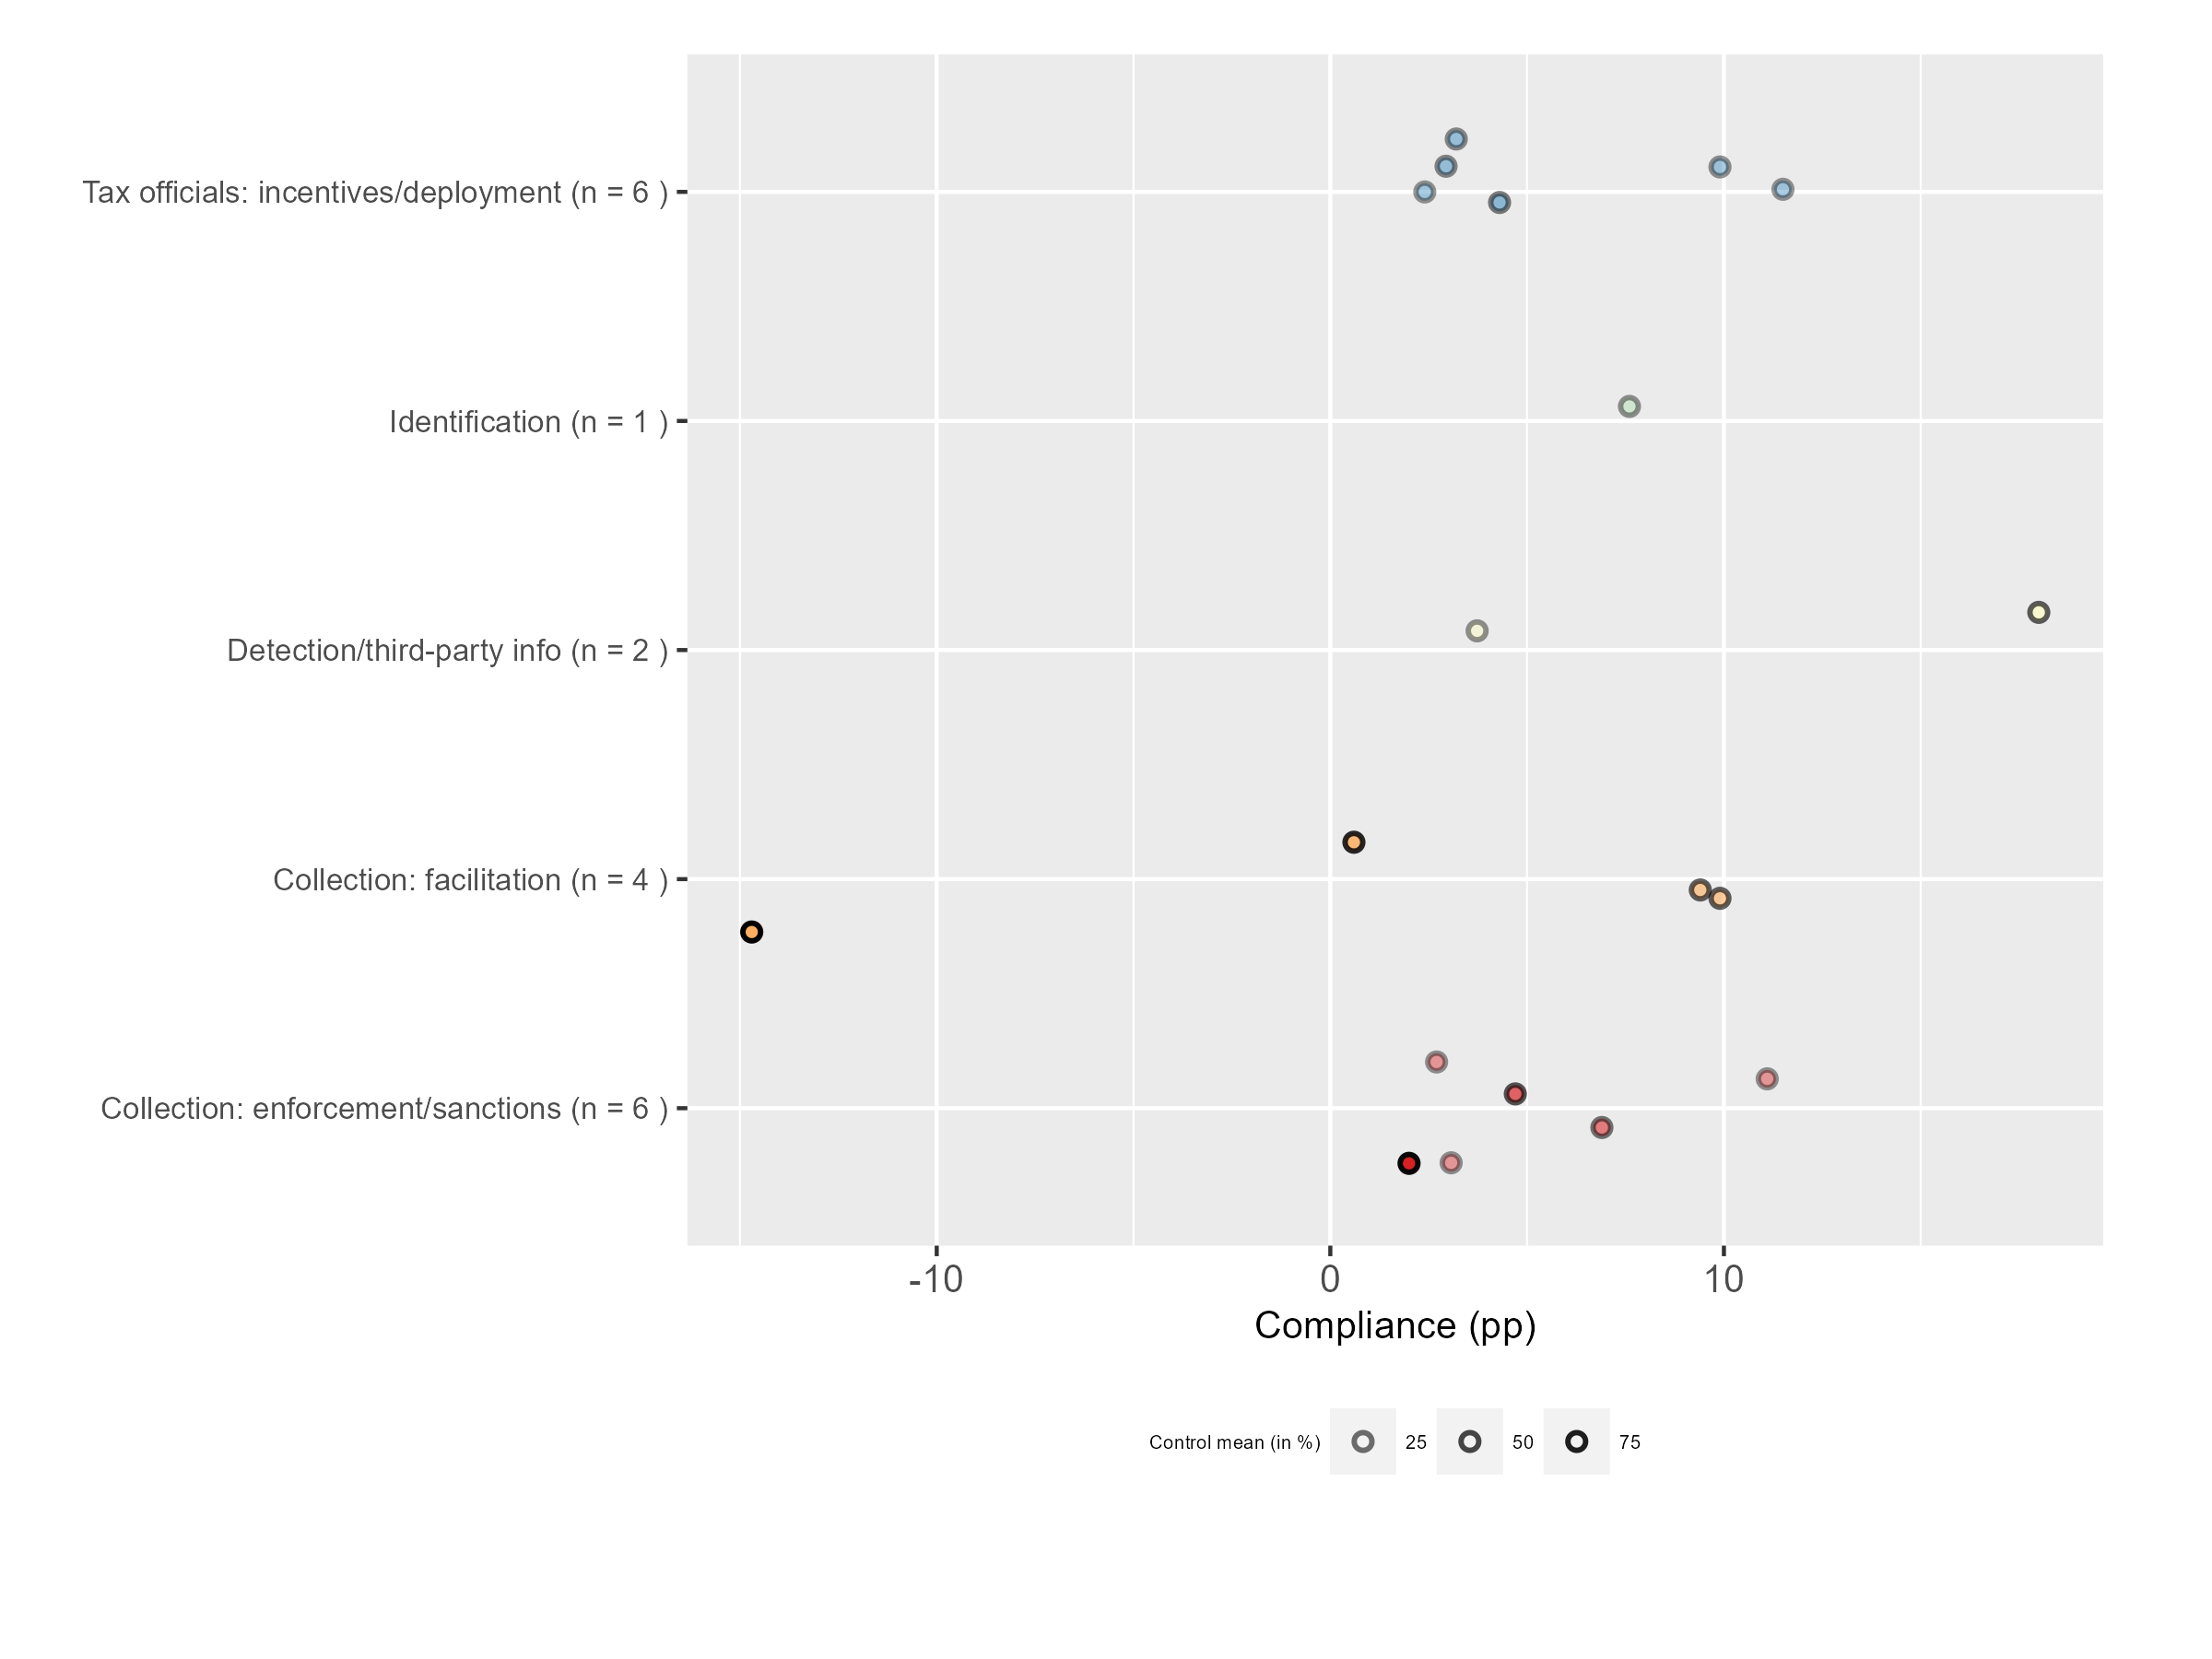 Tax officials: incentives/deployment (n = 6 )
Identification (n = 1 )
Detection/third-party info (n = 2 )
Collection: facilitation (n = 4 )
Collection: enforcement/sanctions (n = 6 )
-10 0 10
Compliance (pp)
Control mean (in %) 25 50 75